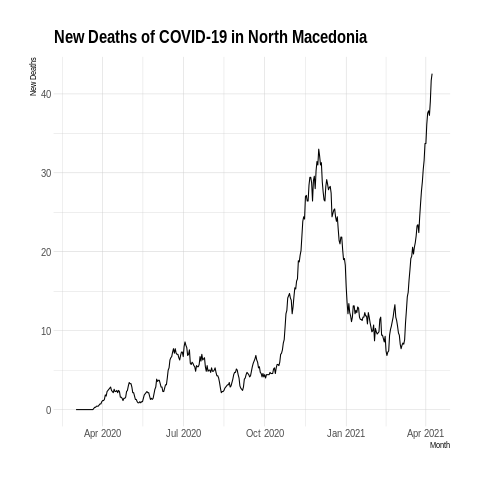 New Deaths of COVID-19 in North Macedonia
New Deaths
40
30
20
10
0
Apr 2020 Jul 2020 Oct 2020 Jan 2021 Apr 2021
Month